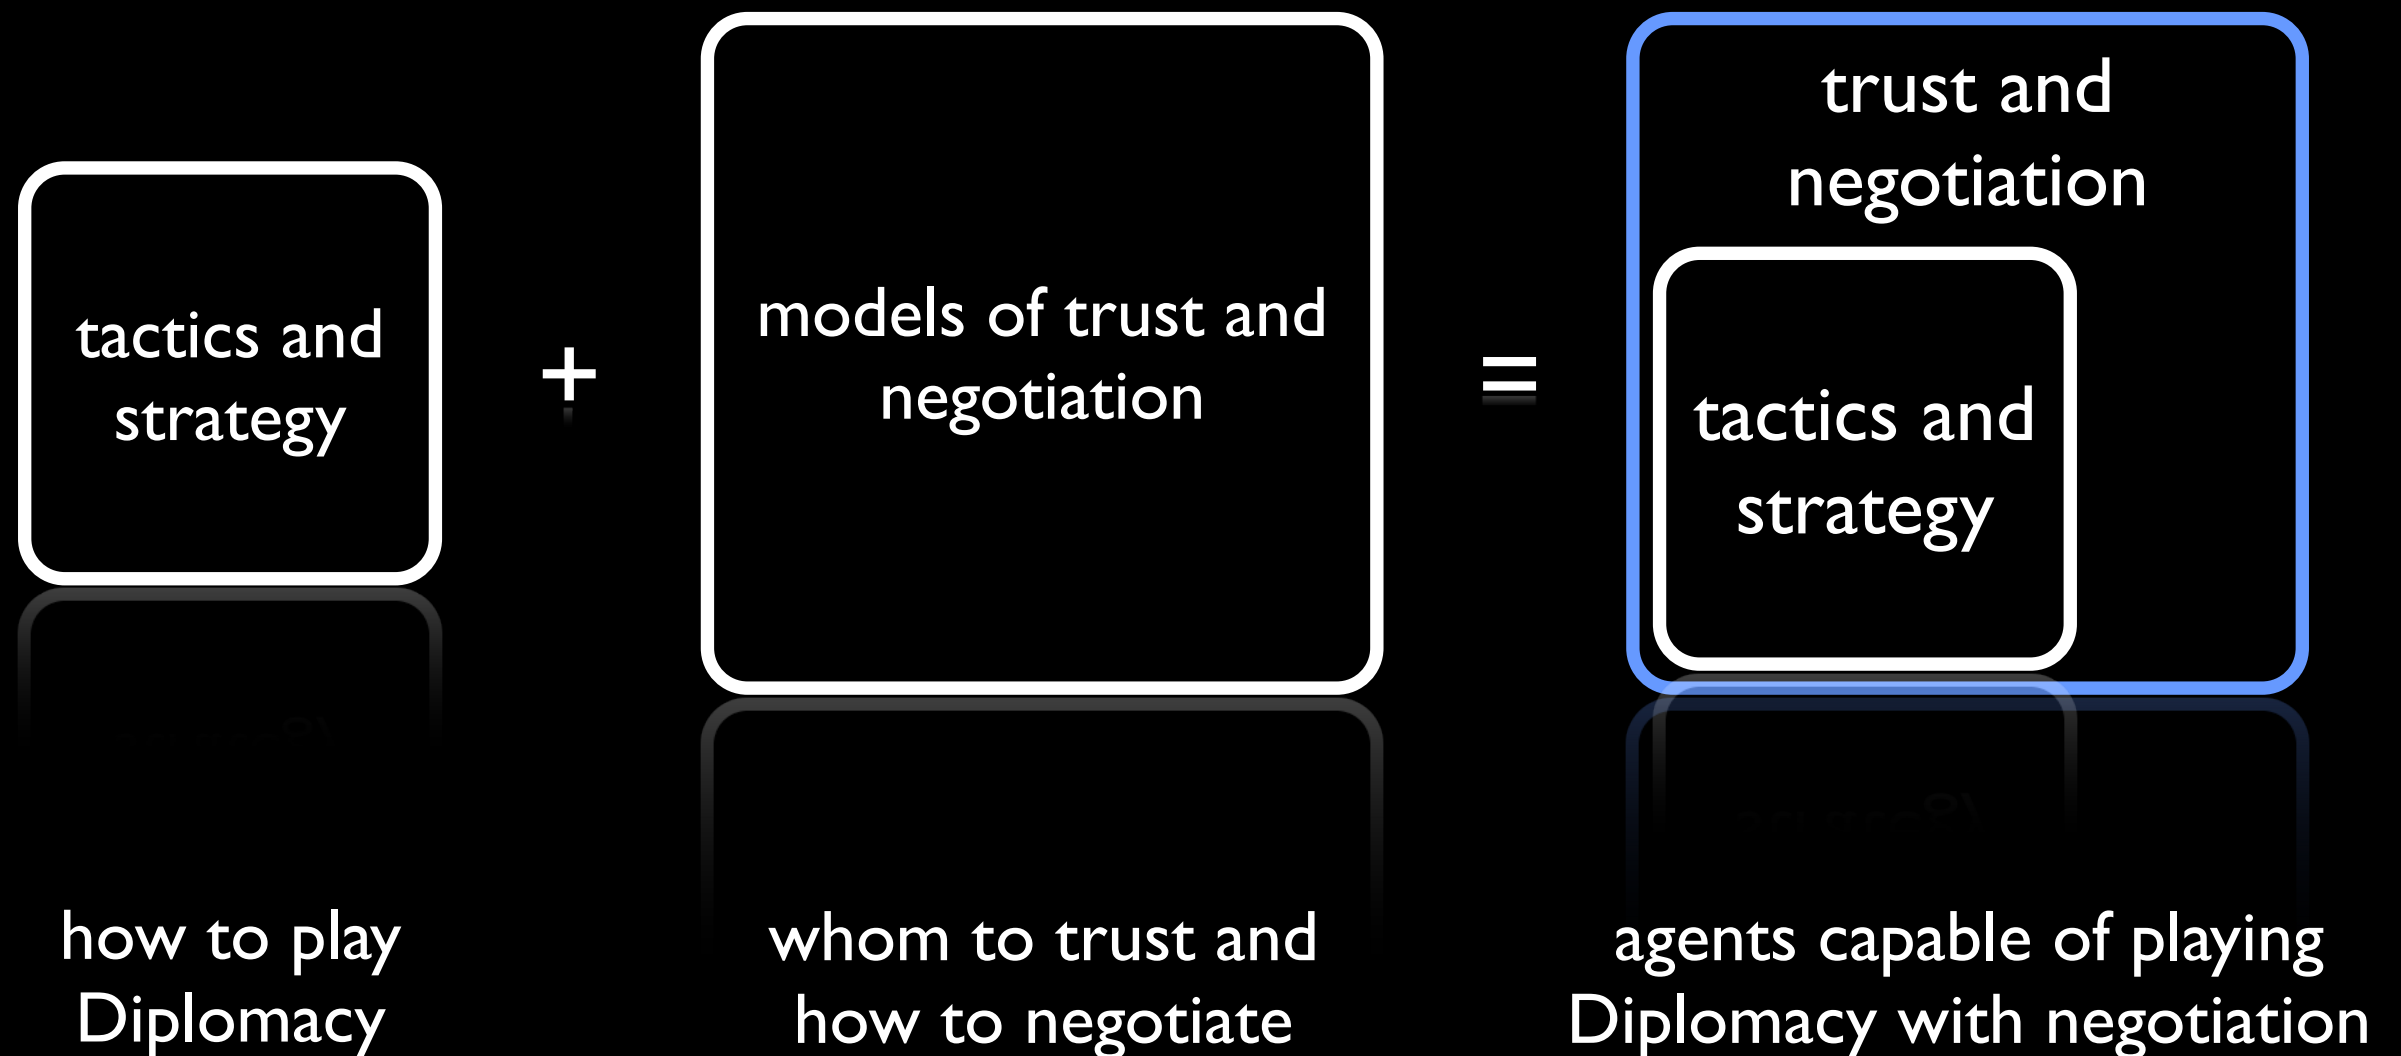 tactics and
strategy
+
models of trust and
negotiation
=
trust and
negotiation
tactics and
strategy
how to play
Diplomacy
whom to trust and
how to negotiate
agents capable of playing
Diplomacy with negotiation